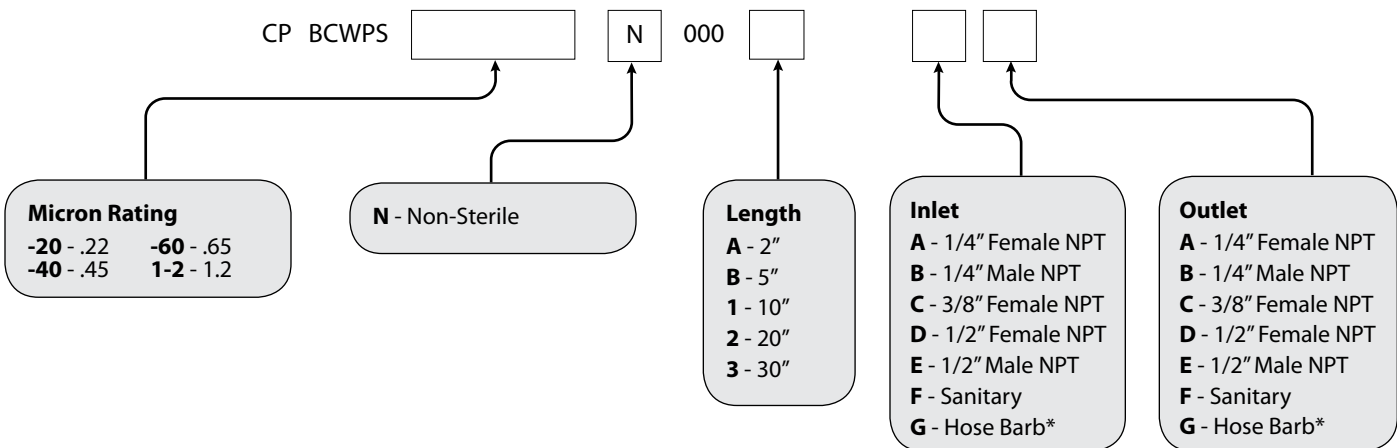 CP BCWPS N 000
Micron Rating
-20 - .22 -60 - .65
-40 - .45 1-2 - 1.2
N - Non-Sterile
Length
A - 2″
B - 5″
1 - 10″
2 - 20″
3 - 30″
Inlet
A - 1/4″ Female NPT
B - 1/4″ Male NPT
C - 3/8″ Female NPT
D - 1/2″ Female NPT
E - 1/2″ Male NPT
F - Sanitary
G - Hose Barb*
Outlet
A - 1/4″ Female NPT
B - 1/4″ Male NPT
C - 3/8″ Female NPT
D - 1/2″ Female NPT
E - 1/2″ Male NPT
F - Sanitary
G - Hose Barb*